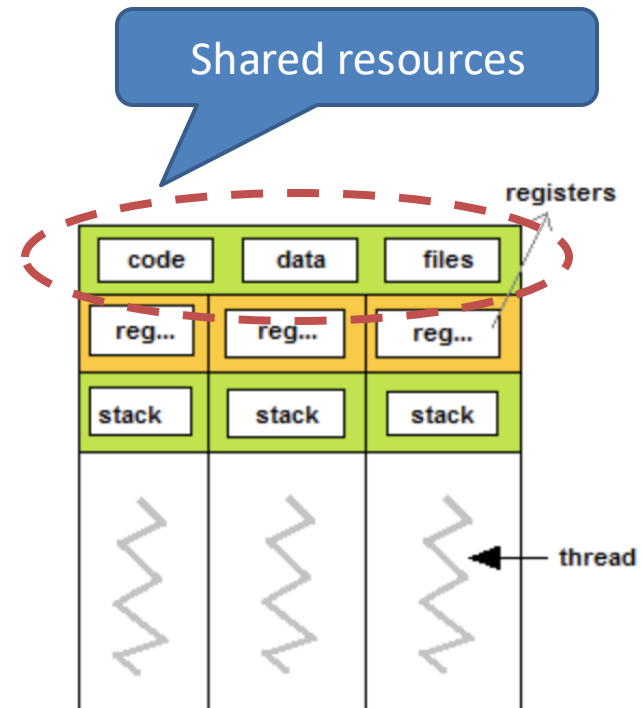 Shared resources
registers
code data files
reg... reg... reg...
stack stack stack
thread